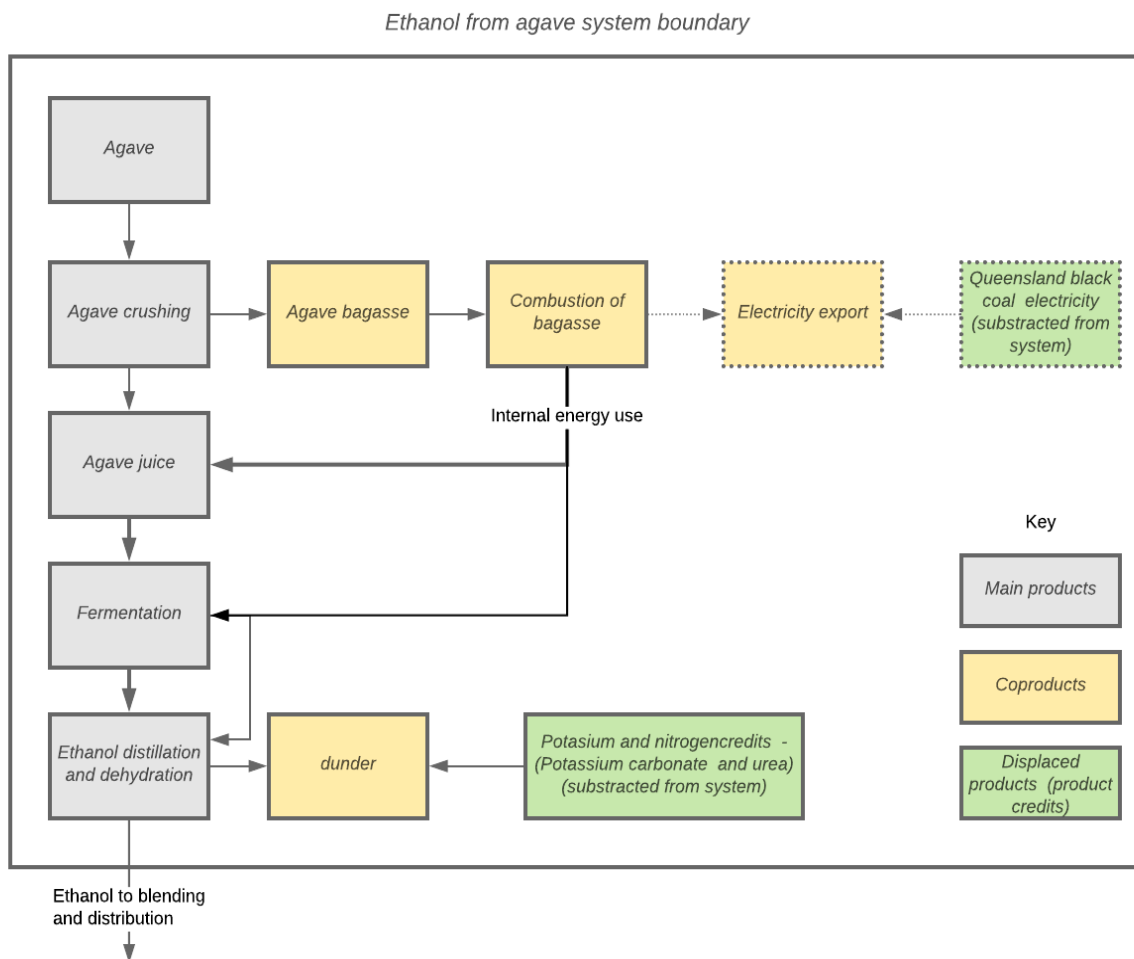 Ethanol from agave system boundary
Agave
Agave crushing
Agave bagasse
Combustion of
bagasse
Electricity export
Queensland black
coal  electricity
(substracted from
system)
Internal energy use
Agave juice
Key
Main products
Fermentation
Coproducts
Ethanol distillation
and dehydration
dunder
Potasium and nitrogencredits  -
(Potassium carbonate  and urea)
(substracted from system)
Displaced
products  (product
credits)
Ethanol to blending
and distribution